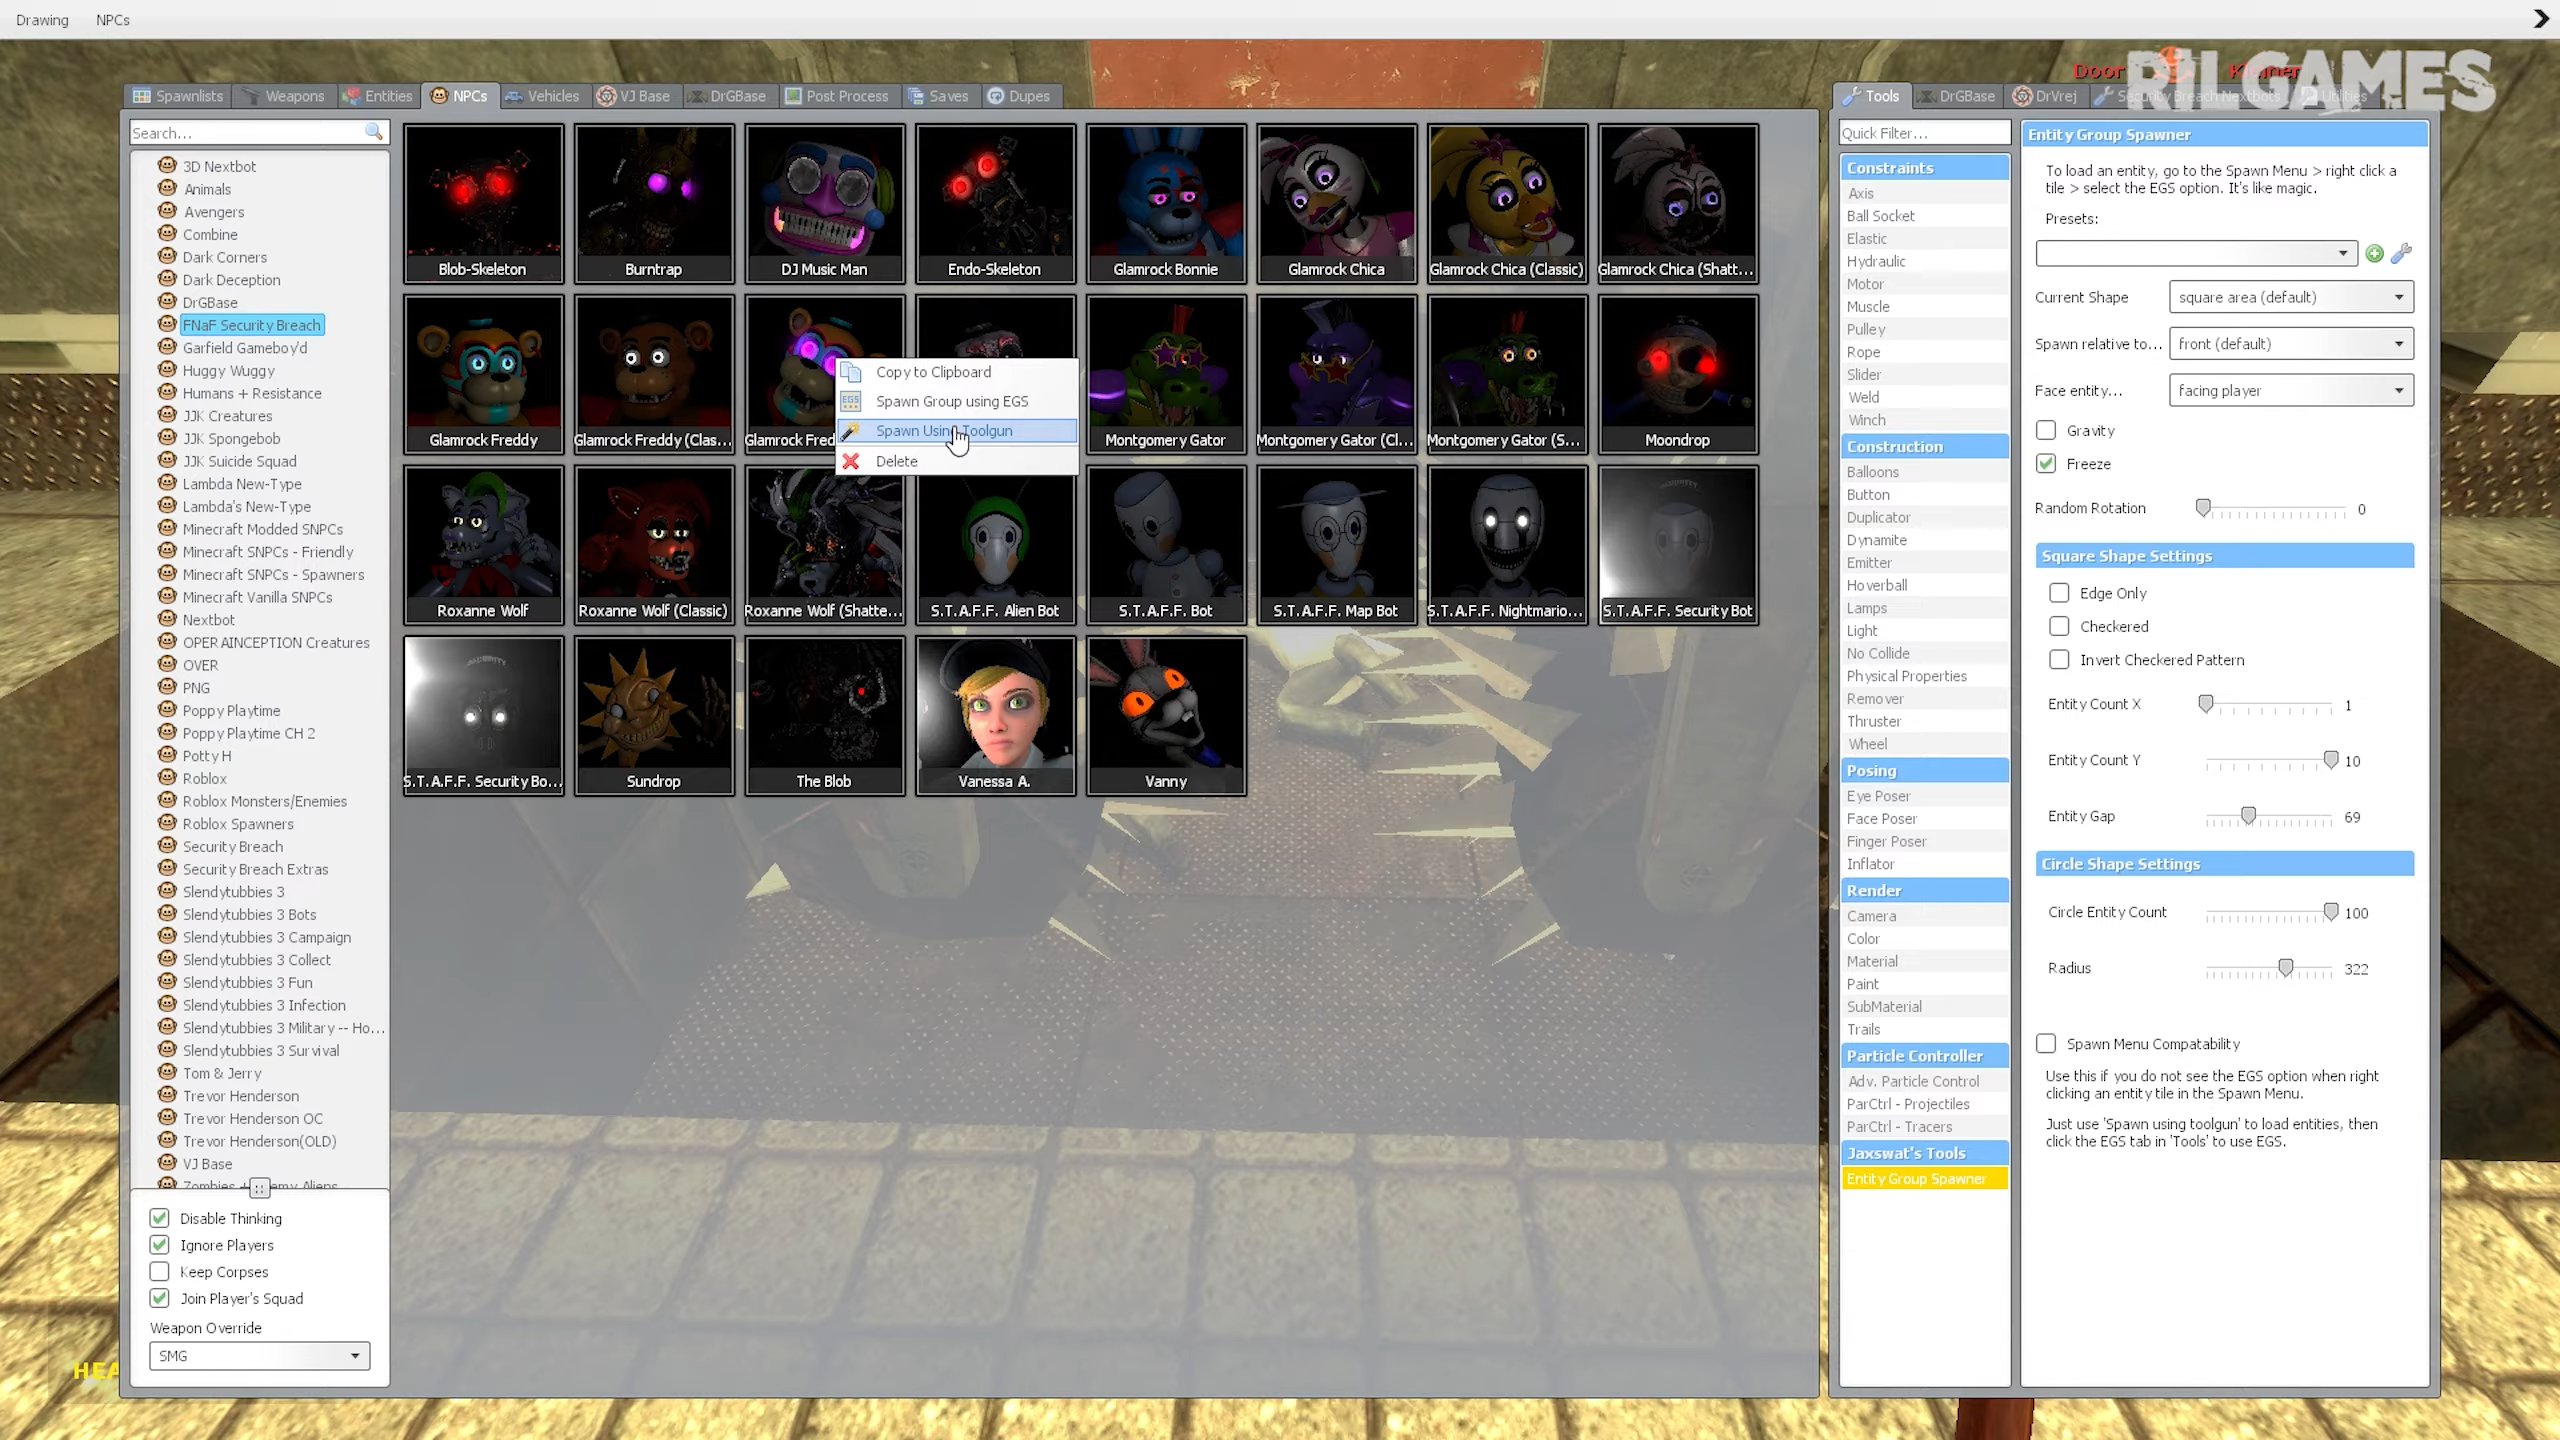 Drawing NPCs
Door Kleiner
RHGAMES
Spawnlists Weapons Entities NPCs Vehicles VJ Base DrGBase Post Process Saves Dupes
Search...
3D Nextbot
Animals
Avengers
Combine
Dark Corners
Dark Deception
DrGBase
FNaF Security Breach
Garfield Gameboy'd
Huggy Wuggy
Humans + Resistance
JJK Creatures
JJK Spongebob
JJK Suicide Squad
Lambda New-Type
Lambda's New-Type
Minecraft Modded SNPCs
Minecraft SNPCs - Friendly
Minecraft SNPCs - Spawners
Minecraft Vanilla SNPCs
Nextbot
OPERAINCEPTION Creatures
OVER
PNG
Poppy Playtime
Poppy Playtime CH 2
Potty H
Roblox
Roblox Monsters/Enemies
Roblox Spawners
Security Breach
Security Breach Extras
Slendytubbies 3
Slendytubbies 3 Bots
Slendytubbies 3 Campaign
Slendytubbies 3 Collect
Slendytubbies 3 Fun
Slendytubbies 3 Infection
Slendytubbies 3 Military -- Ho...
Slendytubbies 3 Survival
Tom & Jerry
Trevor Henderson
Trevor Henderson OC
Trevor Henderson(OLD)
VJ Base
Zombies + Aliens
Disable Thinking
Ignore Players
Keep Corpses
Join Player's Squad
Weapon Override
SMG
HEA
Blob-Skeleton Burntrap DJ Music Man Endo-Skeleton Glamrock Bonnie Glamrock Chica Glamrock Chica (Classic) Glamrock Chica (Shatt...
Glamrock Freddy Glamrock Freddy (Clas... Glamrock Fred Montgomery Gator Montgomery Gator (Cl... Montgomery Gator (S... Moondrop
Copy to Clipboard
EGS Spawn Group using EGS
Spawn Using Toolgun
Delete
Roxanne Wolf Roxanne Wolf (Classic) Roxanne Wolf (Shatte... S.T.A.F.F. Alien Bot S.T.A.F.F. Bot S.T.A.F.F. Map Bot S.T.A.F.F. Nightmario... S.T.A.F.F. Security Bot
S.T.A.F.F. Security Bo... Sundrop The Blob Vanessa A. Vanny
Tools DrGBase DrVrej Security Breach Nextbots Utilities
Quick Filter...
Constraints
Axis
Ball Socket
Elastic
Hydraulic
Motor
Muscle
Pulley
Rope
Slider
Weld
Winch
Construction
Balloons
Button
Duplicator
Dynamite
Emitter
Hoverball
Lamps
Light
No Collide
Physical Properties
Remover
Thruster
Wheel
Posing
Eye Poser
Face Poser
Finger Poser
Inflator
Render
Camera
Color
Material
Paint
SubMaterial
Trails
Particle Controller
Adv. Particle Control
ParCtrl - Projectiles
ParCtrl - Tracers
Jaxswat's Tools
Entity Group Spawner
Entity Group Spawner
To load an entity, go to the Spawn Menu > right click a
tile > select the EGS option. It's like magic.
Presets:
Current Shape square area (default)
Spawn relative to... front (default)
Face entity... facing player
Gravity
Freeze
Random Rotation 0
Square Shape Settings
Edge Only
Checkered
Invert Checkered Pattern
Entity Count X 1
Entity Count Y 10
Entity Gap 69
Circle Shape Settings
Circle Entity Count 100
Radius 322
Spawn Menu Compatability
Use this if you do not see the EGS option when right
clicking an entity tile in the Spawn Menu.
Just use 'Spawn using toolgun' to load entities, then
click the EGS tab in 'Tools' to use EGS.